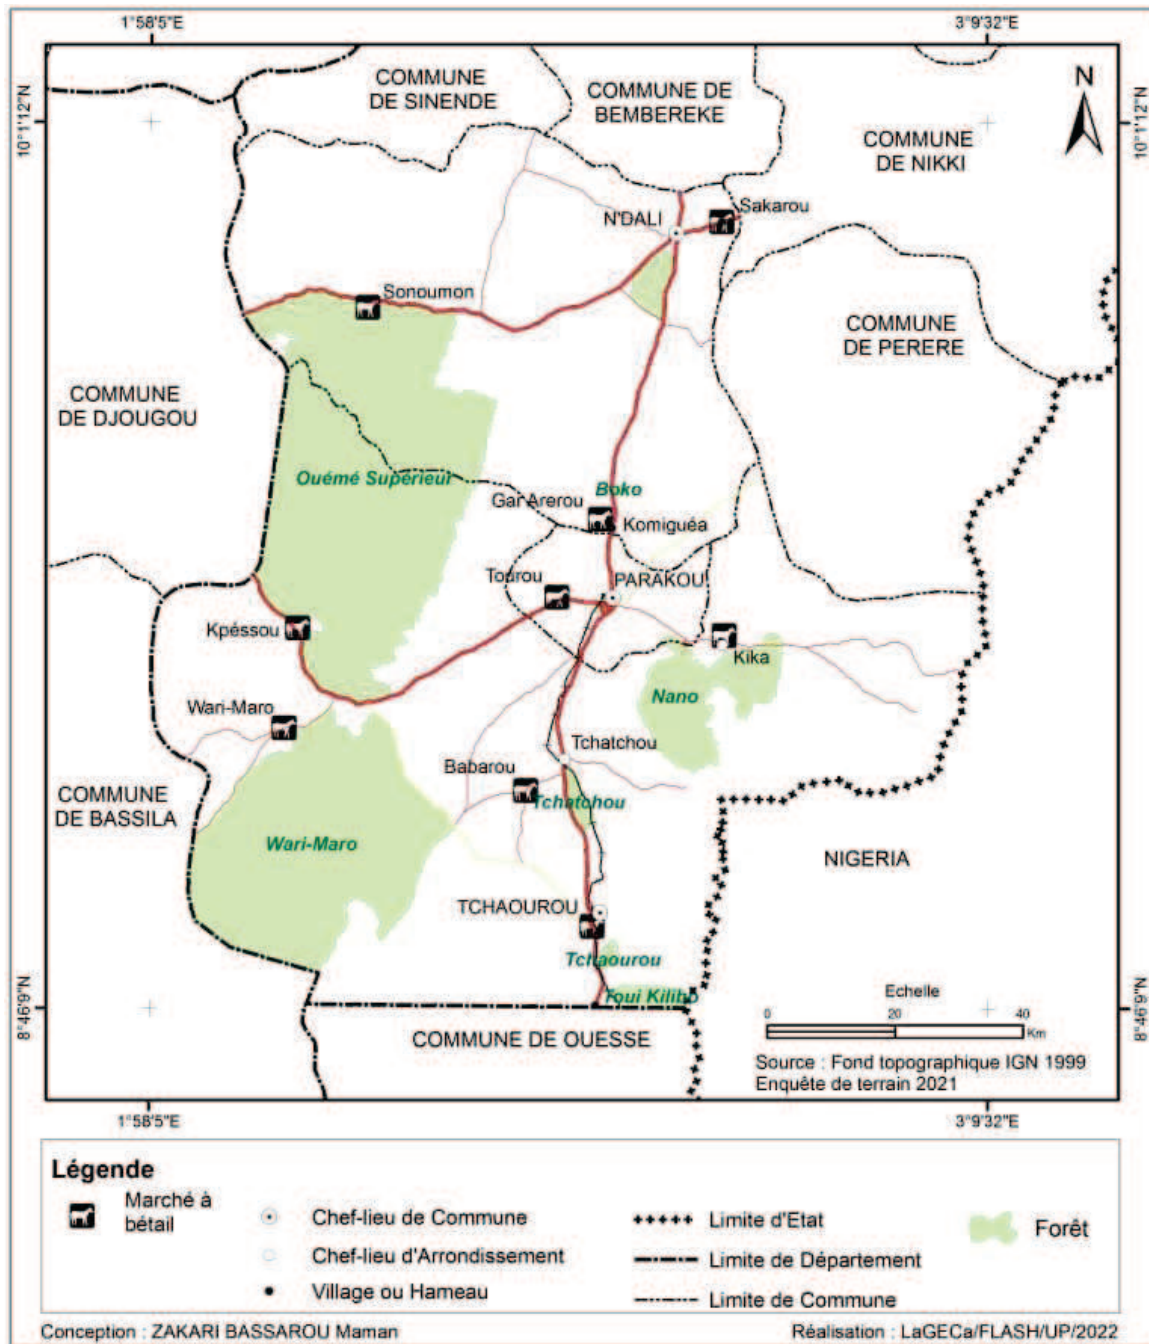 1°58'5"E
3°9'32"E
10°1'12"N
10°1'12"N
COMMUNE
DE SINENDE
COMMUNE DE
BEMBEREKE
N
COMMUNE
DE NIKKI
N'DALI
Sakarou
Sonoumon
COMMUNE
DE PERERE
COMMUNE
DE DJOUGOU
Ouémé Supérieur
Boko
Gar Arerou
Komiguéa
Tourou
PARAKOU
Kpéssou
Kika
Nano
Wari-Maro
Tchatchou
Babarou
Tchatchou
COMMUNE
DE BASSILA
Wari-Maro
NIGERIA
TCHAOUROU
Tchaourou
Toui Kilibo
8°46'9"N
8°46'9"N
COMMUNE DE OUESSE
Echelle
0 20 40
Km
Source : Fond topographique IGN 1999
Enquête de terrain 2021
1°58'5"E
3°9'32"E
Légende
Marché à
bétail
Chef-lieu de Commune
Chef-lieu d'Arrondissement
Village ou Hameau
Limite d'Etat
Limite de Département
Limite de Commune
Forêt
Conception : ZAKARI BASSAROU Maman
Réalisation : LaGECa/FLASH/UP/2022